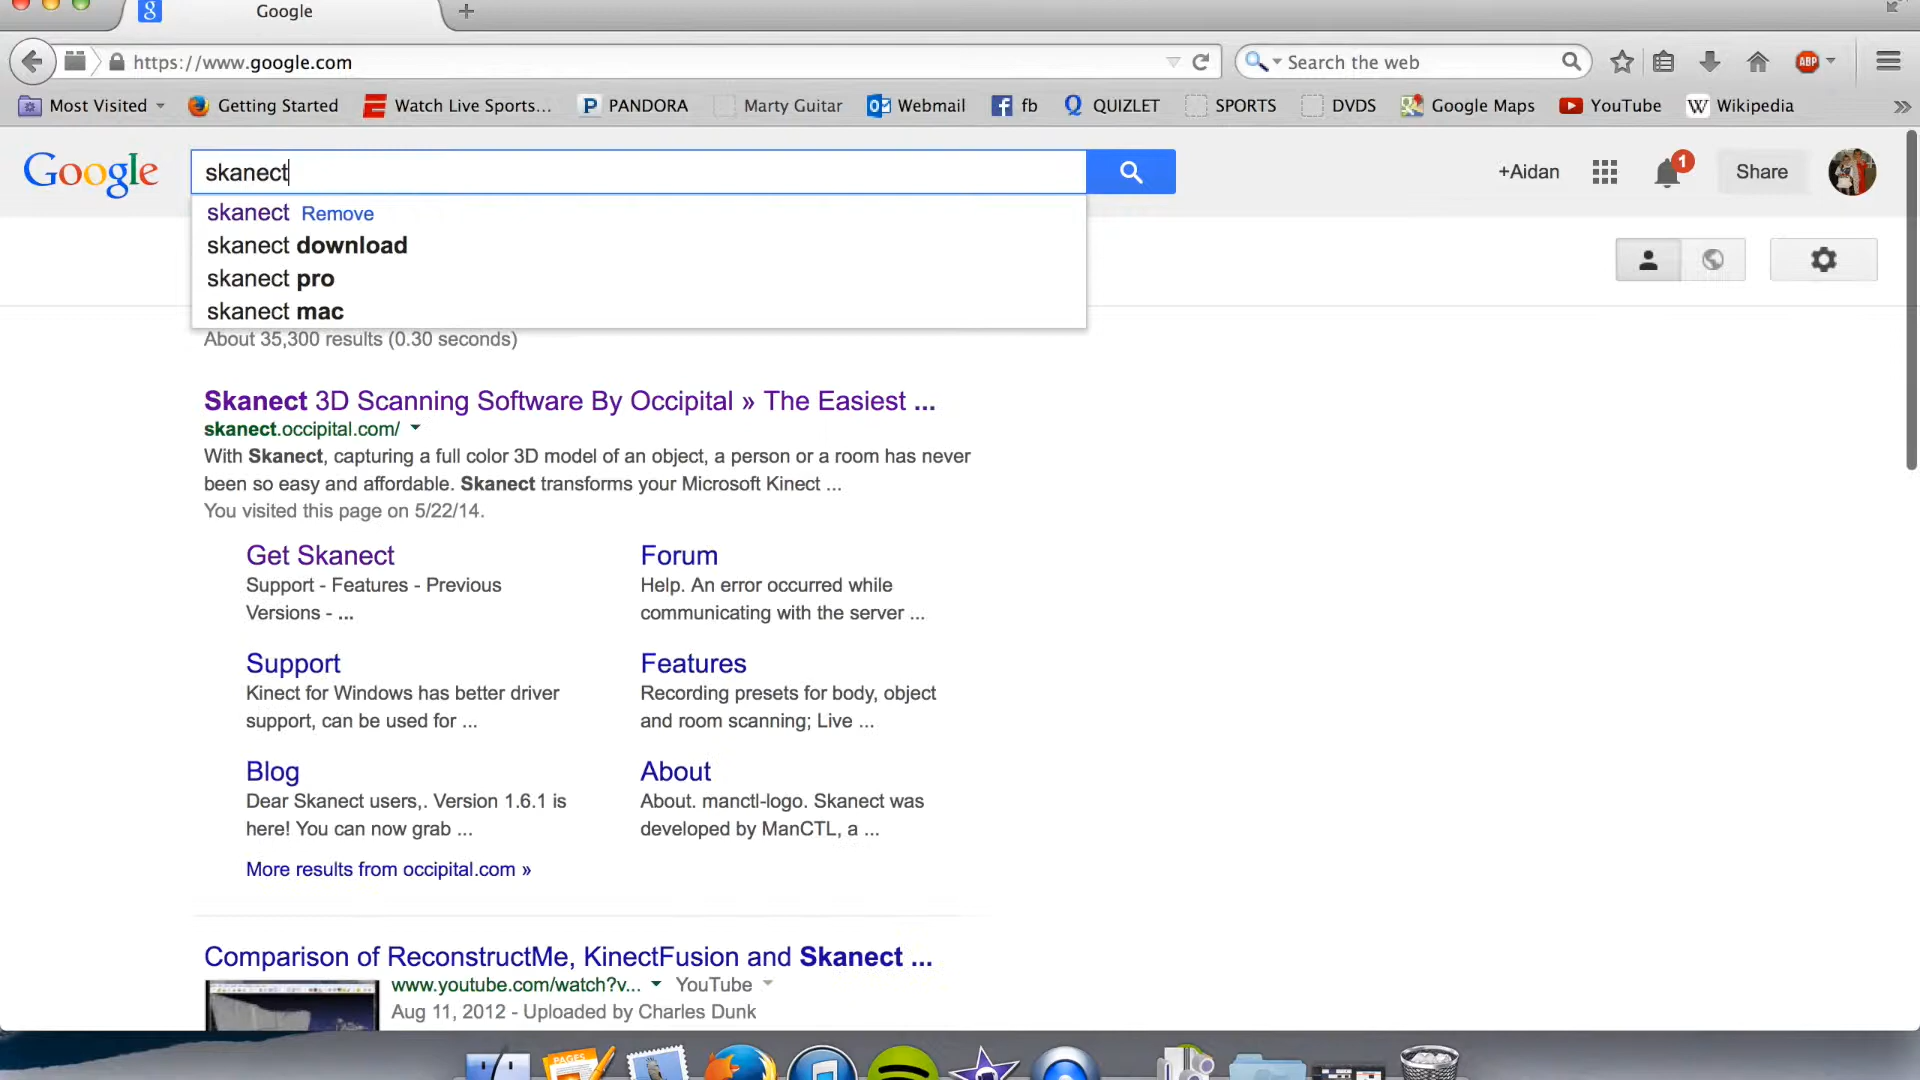 Google
https://www.google.com
Search the web
ABP
Most Visited
Getting Started
Watch Live Sports...
P PANDORA
Marty Guitar
Webmail
fb
QUIZLET
SPORTS
DVDS
Google Maps
YouTube
W Wikipedia
Google
skanect
+Aidan
1
Share
skanect Remove
skanect download
skanect pro
skanect mac
About 35,300 results (0.30 seconds)
Skanect 3D Scanning Software By Occipital » The Easiest ...
skanect.occipital.com/
With Skanect, capturing a full color 3D model of an object, a person or a room has never
been so easy and affordable. Skanect transforms your Microsoft Kinect ...
You visited this page on 5/22/14.
Get Skanect
Support - Features - Previous
Versions - ...
Forum
Help. An error occurred while
communicating with the server ...
Support
Kinect for Windows has better driver
support, can be used for ...
Features
Recording presets for body, object
and room scanning; Live ...
Blog
Dear Skanect users,. Version 1.6.1 is
here! You can now grab ...
About
About. manctl-logo. Skanect was
developed by ManCTL, a ...
More results from occipital.com »
Comparison of ReconstructMe, KinectFusion and Skanect ...
www.youtube.com/watch?v... YouTube
Aug 11, 2012 - Uploaded by Charles Dunk
PAGES